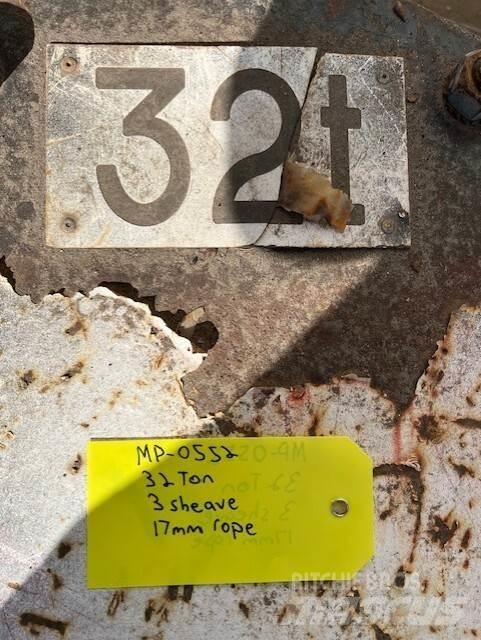 32t
MP-0552
32 Ton
3 sheave
17mm rope
RITCHIE BROS